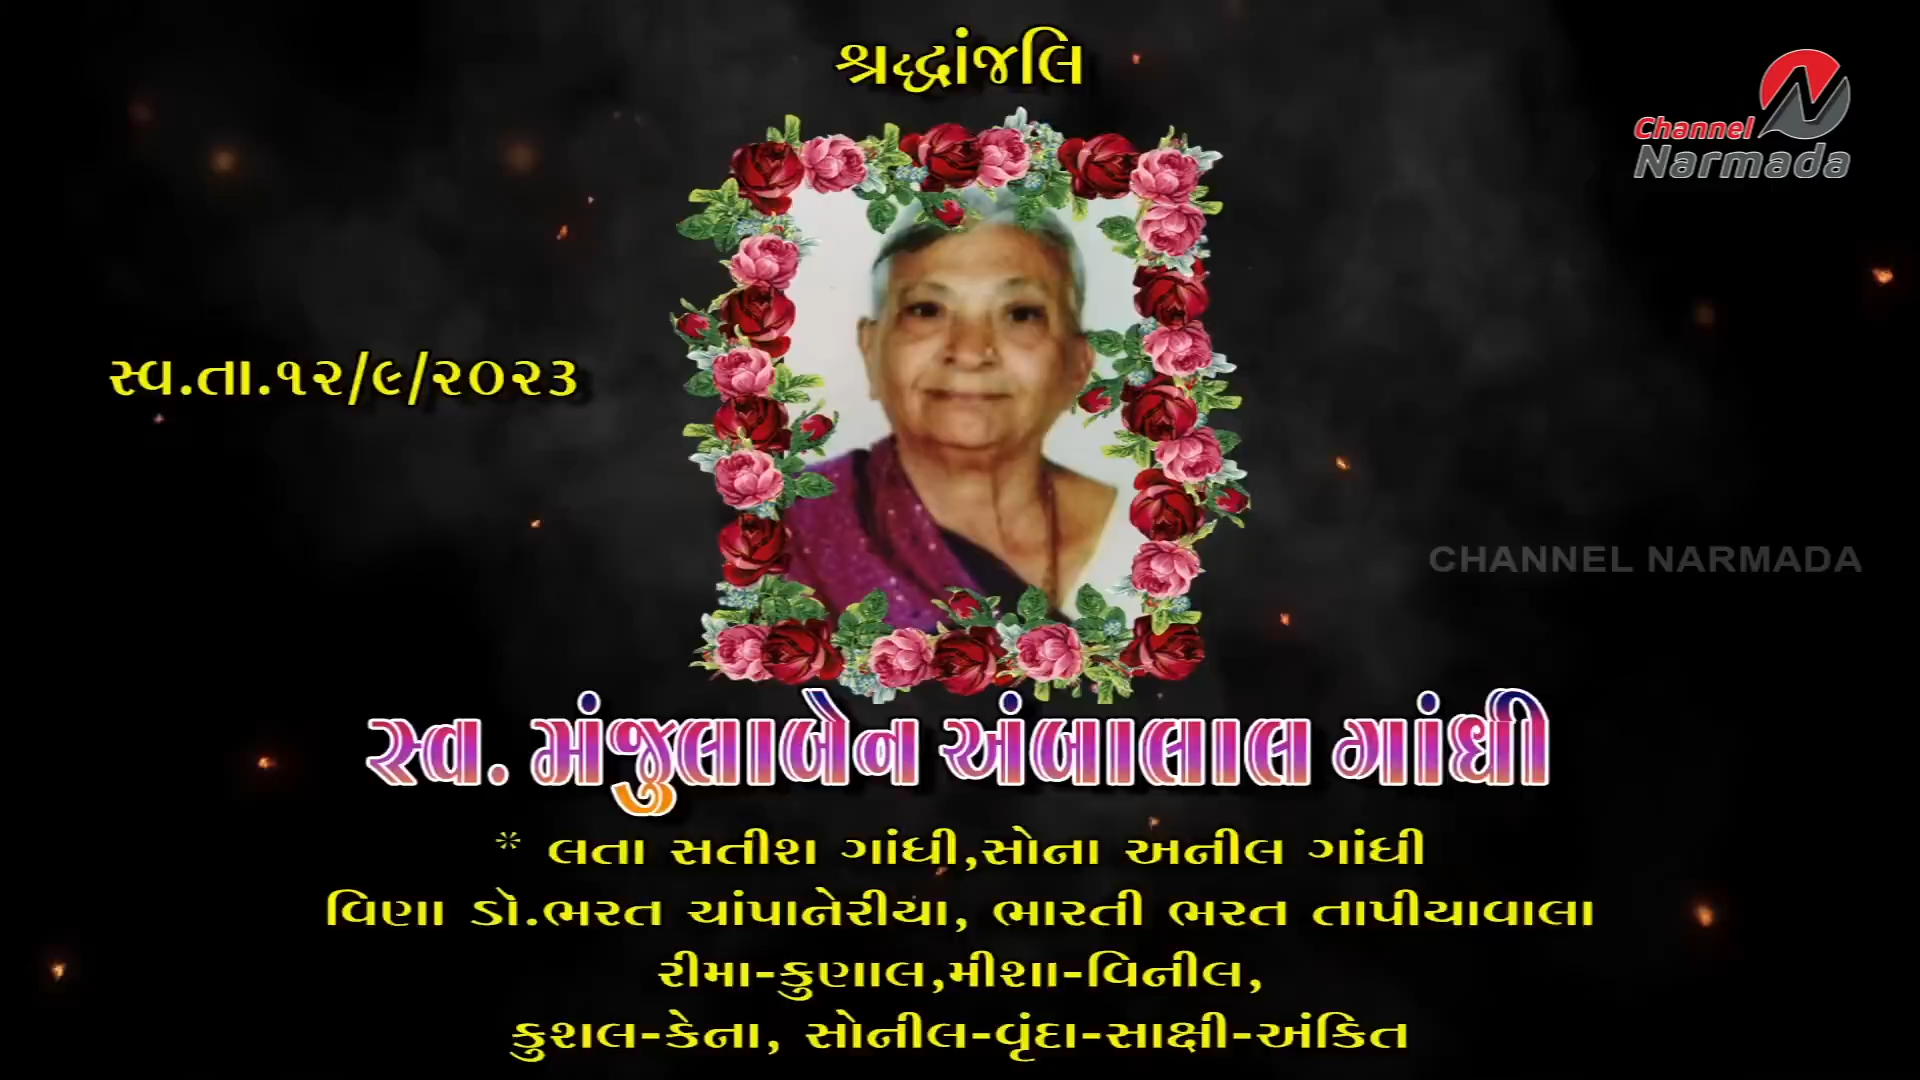 શ્રદ્ધાંજલિ
Channel
Narmada
સ્વ.તા.૧૨/૯/૨૦૨૩
CHANNEL NARMADA
સ્વ. મંજુલાબેન અંબાલાલ ગાંધી
* લતા સતીશ ગાંધી,સોના અનીલ ગાંધી
વિણા ડૉ.ભરત ચાંપાનેરીયા, ભારતી ભરત તાપીયાવાલા
રીમા-કુણાલ,મીશા-વિનીલ,
કુશલ-કેના, સોનીલ-વૃંદા-સાક્ષી-અંકિત